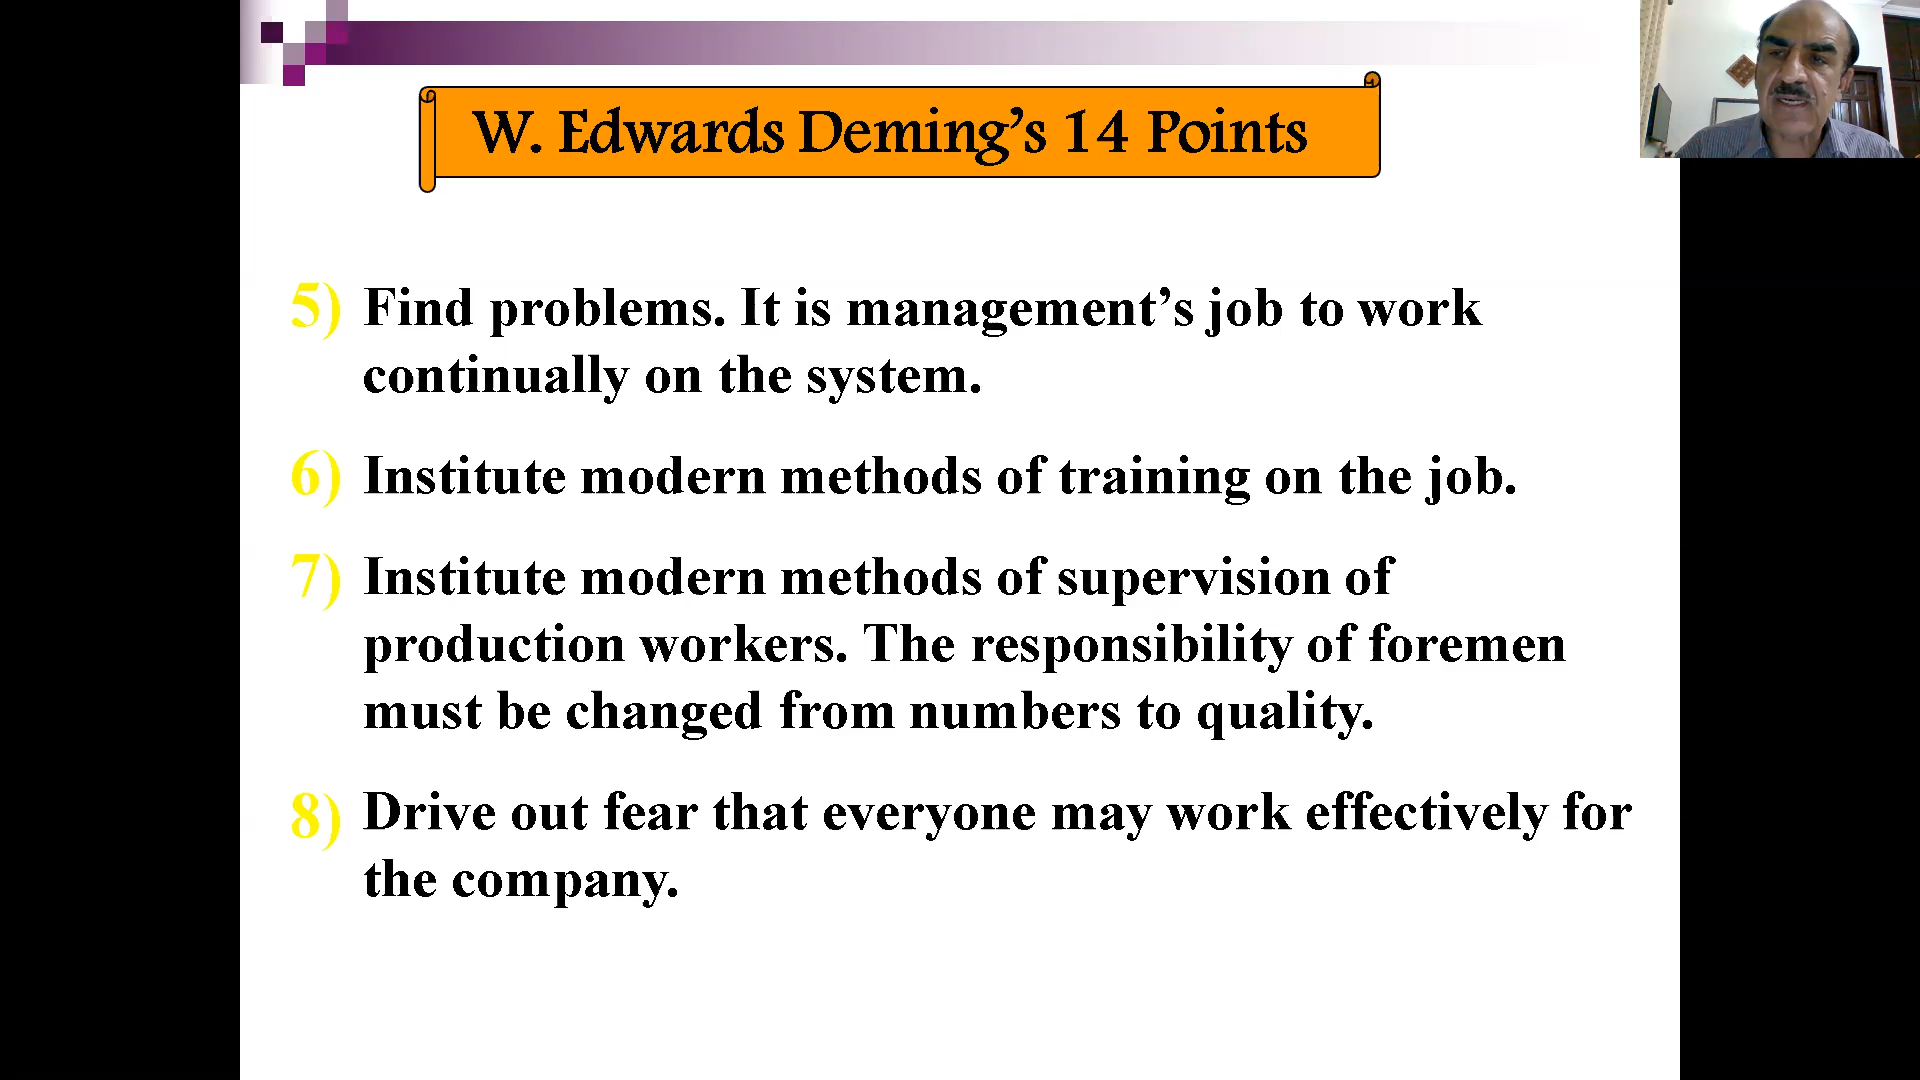 W. Edwards Deming’s 14 Points
5) Find problems. It is management’s job to work
continually on the system.
6) Institute modern methods of training on the job.
7) Institute modern methods of supervision of
production workers. The responsibility of foremen
must be changed from numbers to quality.
8) Drive out fear that everyone may work effectively for
the company.